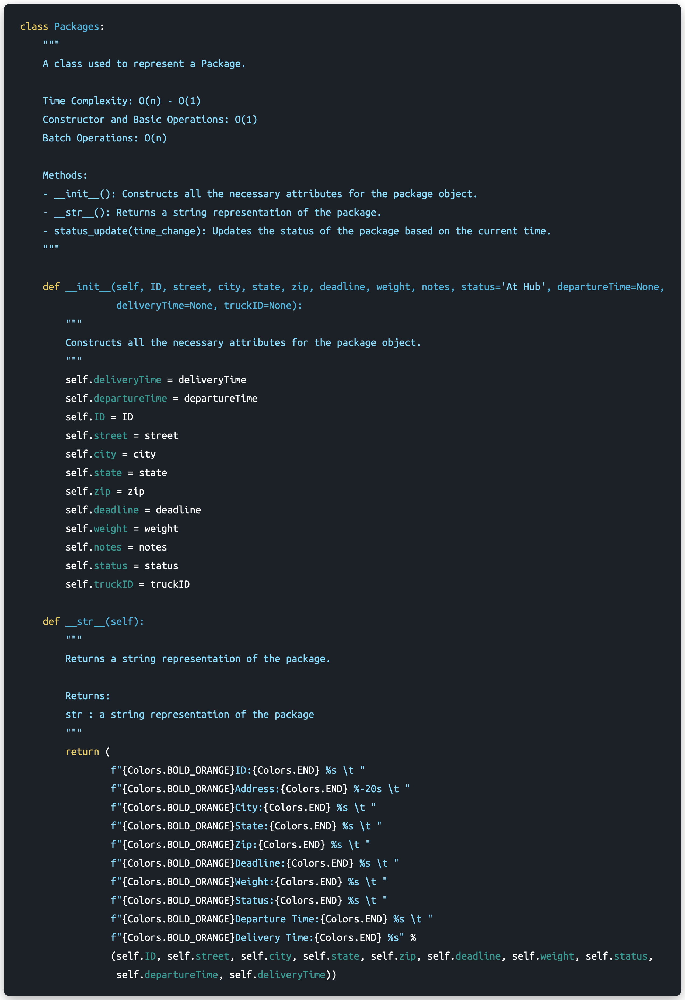 class Packages:
    """
    A class used to represent a Package.

    Time Complexity: O(n) - O(1)
    Constructor and Basic Operations: O(1)
    Batch Operations: O(n)

    Methods:
    - __init__(): Constructs all the necessary attributes for the package object.
    - __str__(): Returns a string representation of the package.
    - status_update(time_change): Updates the status of the package based on the current time.
    """

    def __init__(self, ID, street, city, state, zip, deadline, weight, notes, status='At Hub', departureTime=None,
                 deliveryTime=None, truckID=None):
        """
        Constructs all the necessary attributes for the package object.
        """
        self.deliveryTime = deliveryTime
        self.departureTime = departureTime
        self.ID = ID
        self.street = street
        self.city = city
        self.state = state
        self.zip = zip
        self.deadline = deadline
        self.weight = weight
        self.notes = notes
        self.status = status
        self.truckID = truckID

    def __str__(self):
        """
        Returns a string representation of the package.

        Returns:
        str : a string representation of the package
        """
        return (
                f"{Colors.BOLD_ORANGE}ID:{Colors.END} %s \t "
                f"{Colors.BOLD_ORANGE}Address:{Colors.END} %-20s \t "
                f"{Colors.BOLD_ORANGE}City:{Colors.END} %s \t "
                f"{Colors.BOLD_ORANGE}State:{Colors.END} %s \t "
                f"{Colors.BOLD_ORANGE}Zip:{Colors.END} %s \t "
                f"{Colors.BOLD_ORANGE}Deadline:{Colors.END} %s \t "
                f"{Colors.BOLD_ORANGE}Weight:{Colors.END} %s \t "
                f"{Colors.BOLD_ORANGE}Status:{Colors.END} %s \t "
                f"{Colors.BOLD_ORANGE}Departure Time:{Colors.END} %s \t "
                f"{Colors.BOLD_ORANGE}Delivery Time:{Colors.END} %s" %
                (self.ID, self.street, self.city, self.state, self.zip, self.deadline, self.weight, self.status,
                 self.departureTime, self.deliveryTime))